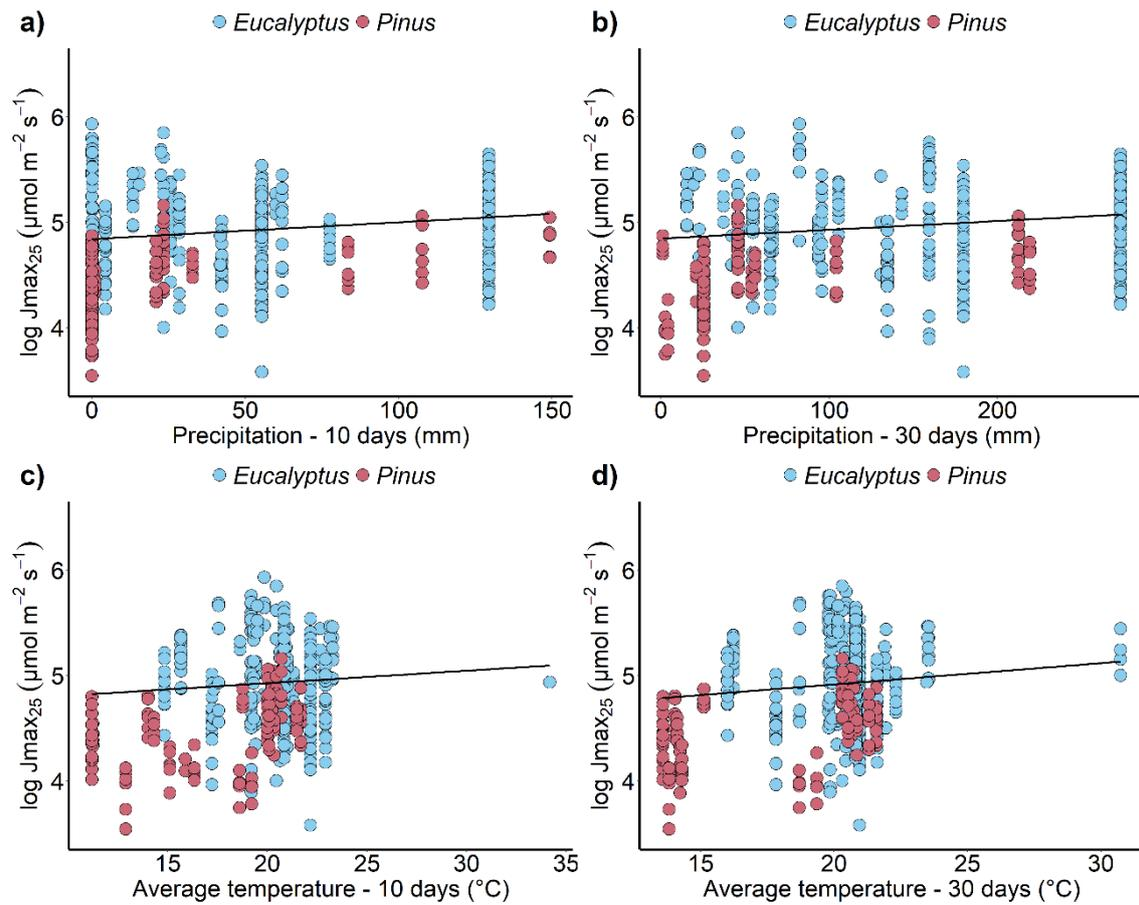 a) Eucalyptus Pinus
log Jmax₂₅ (μmol m⁻² s⁻¹)
6
5
4
0 50 100 150
Precipitation - 10 days (mm)
b) Eucalyptus Pinus
log Jmax₂₅ (μmol m⁻² s⁻¹)
6
5
4
0 100 200
Precipitation - 30 days (mm)
c) Eucalyptus Pinus
log Jmax₂₅ (μmol m⁻² s⁻¹)
6
5
4
15 20 25 30 35
Average temperature - 10 days (°C)
d) Eucalyptus Pinus
log Jmax₂₅ (μmol m⁻² s⁻¹)
6
5
4
15 20 25 30
Average temperature - 30 days (°C)